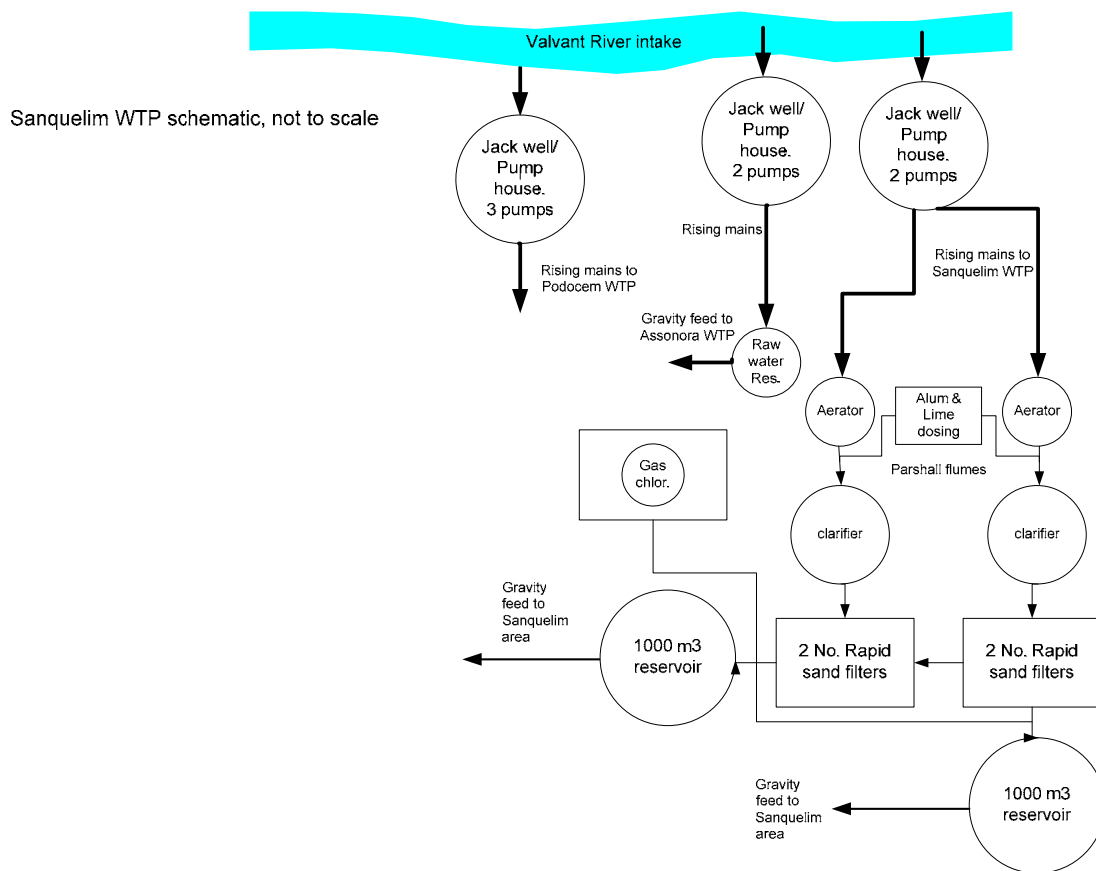 Valvant River intake
Sanquelim WTP schematic, not to scale
Jack well/
Pump
house.
3 pumps
Jack well/
Pump
house.
2 pumps
Jack well/
Pump
house.
2 pumps
Rising mains to
Podocem WTP
Rising mains
Rising mains to
Sanquelim WTP
Gravity feed to
Assonora WTP
Raw
water
Res.
Aerator
Alum &
Lime
dosing
Aerator
Parshall flumes
Gas
chlor.
clarifier
clarifier
Gravity
feed to
Sanquelim
area
1000 m3
reservoir
2 No. Rapid
sand filters
2 No. Rapid
sand filters
Gravity
feed to
Sanquelim
area
1000 m3
reservoir